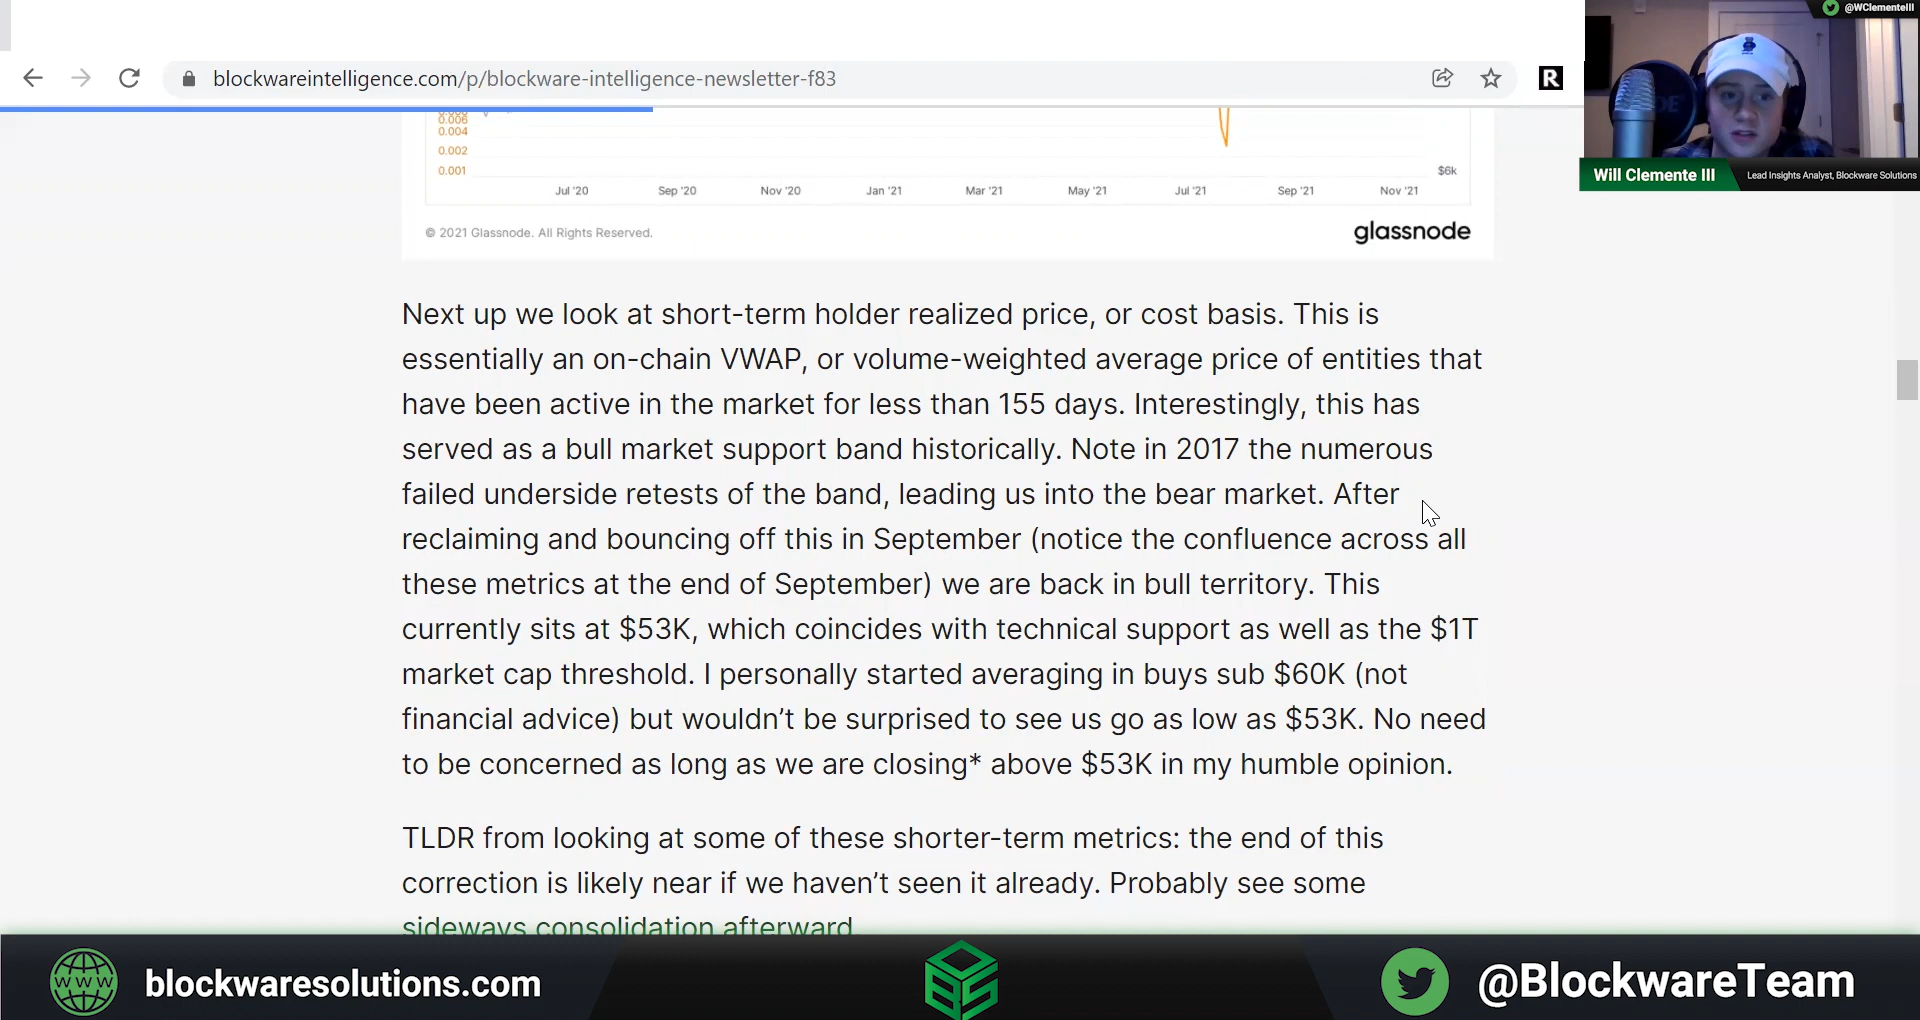 @WClementeIII
blockwareintelligence.com/p/blockware-intelligence-newsletter-f83
R
Will Clemente III
Lead Insights Analyst, Blockware Solutions
0.006
0.004
0.002
0.001
$6k
Jul '20 Sep '20 Nov '20 Jan '21 Mar '21 May '21 Jul '21 Sep '21 Nov '21
© 2021 Glassnode. All Rights Reserved.
glassnode
Next up we look at short-term holder realized price, or cost basis. This is
essentially an on-chain VWAP, or volume-weighted average price of entities that
have been active in the market for less than 155 days. Interestingly, this has
served as a bull market support band historically. Note in 2017 the numerous
failed underside retests of the band, leading us into the bear market. After
reclaiming and bouncing off this in September (notice the confluence across all
these metrics at the end of September) we are back in bull territory. This
currently sits at $53K, which coincides with technical support as well as the $1T
market cap threshold. I personally started averaging in buys sub $60K (not
financial advice) but wouldn’t be surprised to see us go as low as $53K. No need
to be concerned as long as we are closing* above $53K in my humble opinion.
TLDR from looking at some of these shorter-term metrics: the end of this
correction is likely near if we haven’t seen it already. Probably see some
sideways consolidation afterward
WWW
blockwaresolutions.com
@BlockwareTeam